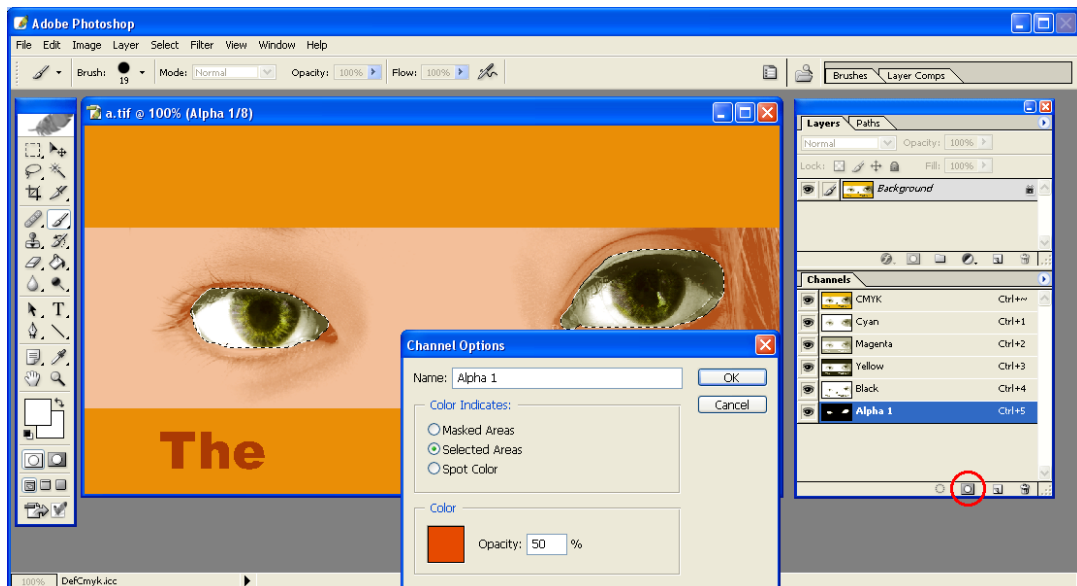 Adobe Photoshop
File Edit Image Layer Select Filter View Window Help
Brush: 19 Mode: Normal Opacity: 100% Flow: 100% Brushes Layer Comps
a.tif @ 100% (Alpha 1/8)
The
Layers Paths
Normal Opacity: 100%
Lock: Fill: 100%
Background
Channels
CMYK Ctrl+~
Cyan Ctrl+1
Magenta Ctrl+2
Yellow Ctrl+3
Black Ctrl+4
Alpha 1 Ctrl+5
Channel Options
Name: Alpha 1 OK
Color Indicates: Cancel
Masked Areas
Selected Areas
Spot Color
Color
Opacity: 50 %
100% DefCmyk.icc